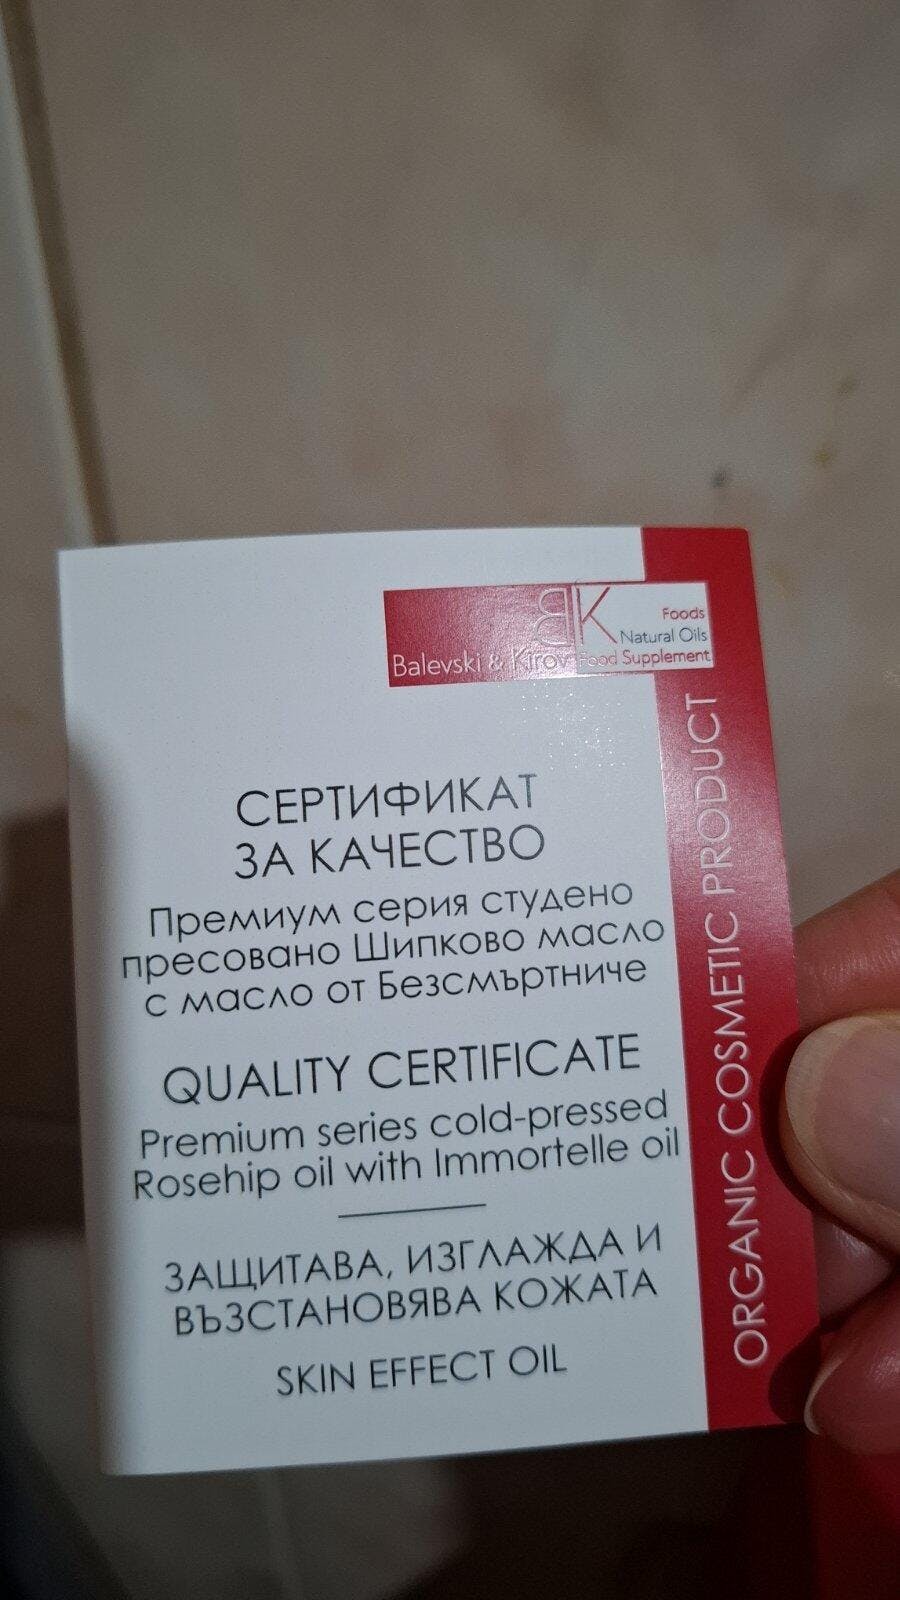 BK
Foods
Natural Oils
Balevski & Kirov Food Supplement
СЕРТИФИКАТ
ЗА КАЧЕСТВО
Премиум серия студено
пресовано Шипково масло
с масло от Безсмъртниче
QUALITY CERTIFICATE
Premium series cold-pressed
Rosehip oil with Immortelle oil
ЗАЩИТАВА, ИЗГЛАЖДА И
ВЪЗСТАНОВЯВА КОЖАТА
SKIN EFFECT OIL
ORGANIC COSMETIC PRODUCT